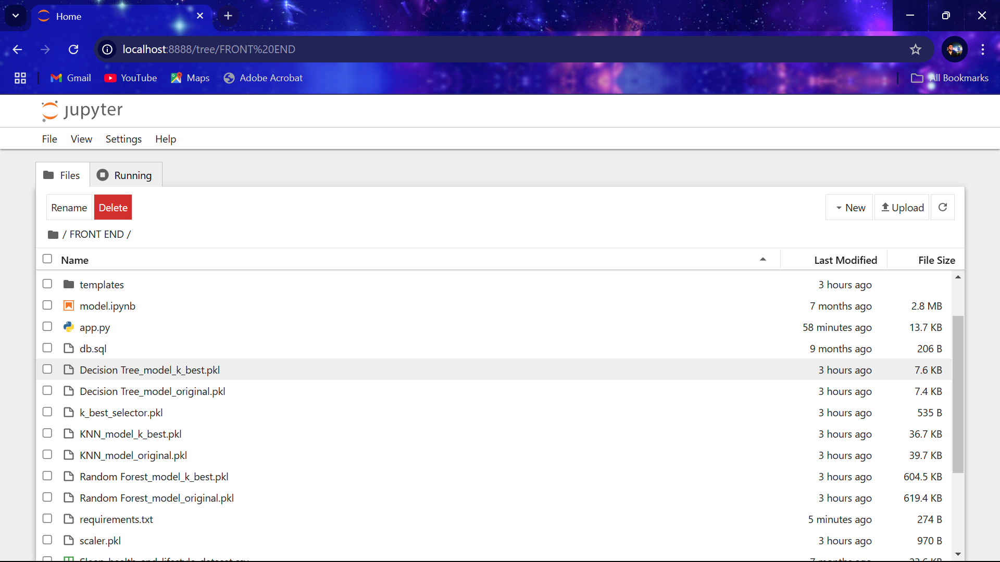 Home
localhost:8888/tree/FRONT%20END
Gmail YouTube Maps Adobe Acrobat All Bookmarks
jupyter
File View Settings Help
Files Running
Rename Delete New Upload
/ FRONT END /
Name Last Modified File Size
templates 3 hours ago
model.ipynb 7 months ago 2.8 MB
app.py 58 minutes ago 13.7 KB
db.sql 9 months ago 206 B
Decision Tree_model_k_best.pkl 3 hours ago 7.6 KB
Decision Tree_model_original.pkl 3 hours ago 7.4 KB
k_best_selector.pkl 3 hours ago 535 B
KNN_model_k_best.pkl 3 hours ago 36.7 KB
KNN_model_original.pkl 3 hours ago 39.7 KB
Random Forest_model_k_best.pkl 3 hours ago 604.5 KB
Random Forest_model_original.pkl 3 hours ago 619.4 KB
requirements.txt 5 minutes ago 274 B
scaler.pkl 3 hours ago 970 B
Sleep_health_and_lifestyle_dataset.csv 7 months ago